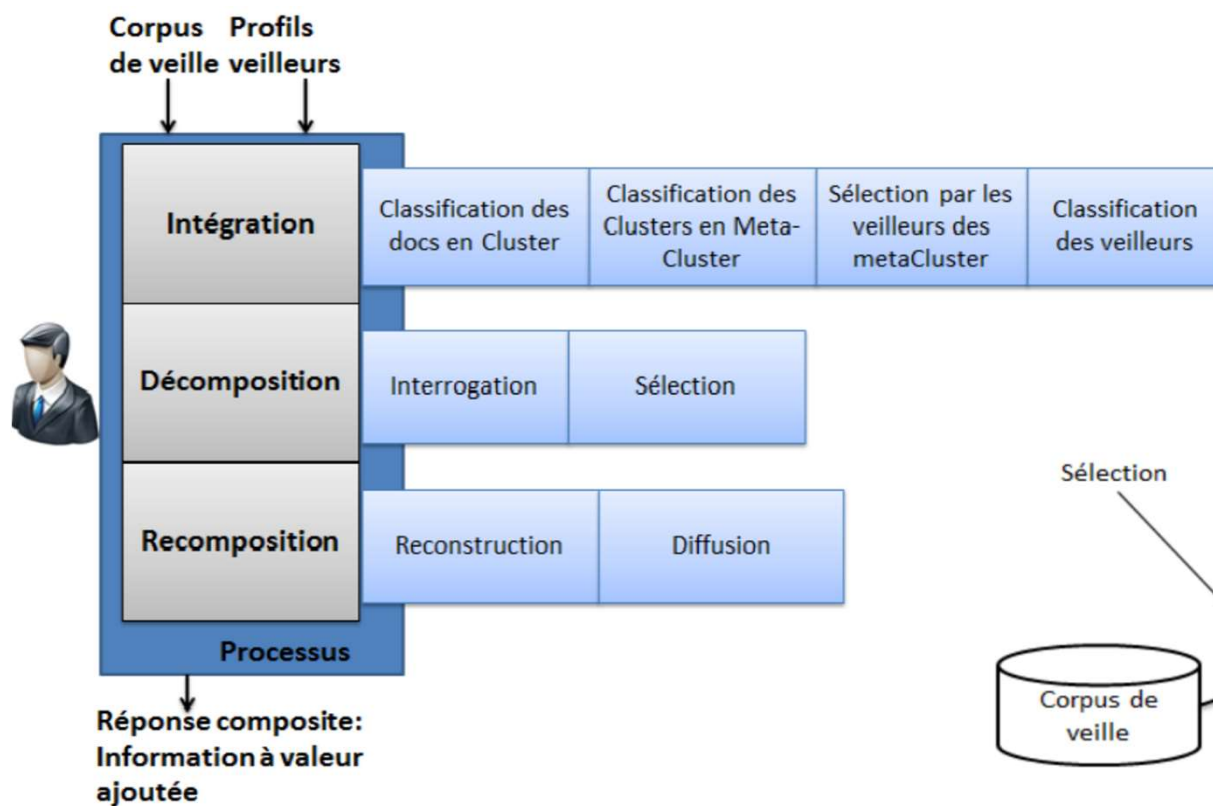 Corpus
de veille
Profils
veilleurs
Intégration
Classification des
docs en Cluster
Classification des
Clusters en Meta-
Cluster
Sélection par les
veilleurs des
metaCluster
Classification
des veilleurs
Décomposition
Interrogation
Sélection
Recomposition
Reconstruction
Diffusion
Processus
Réponse composite:
Information à valeur
ajoutée
Sélection
Corpus de
veille